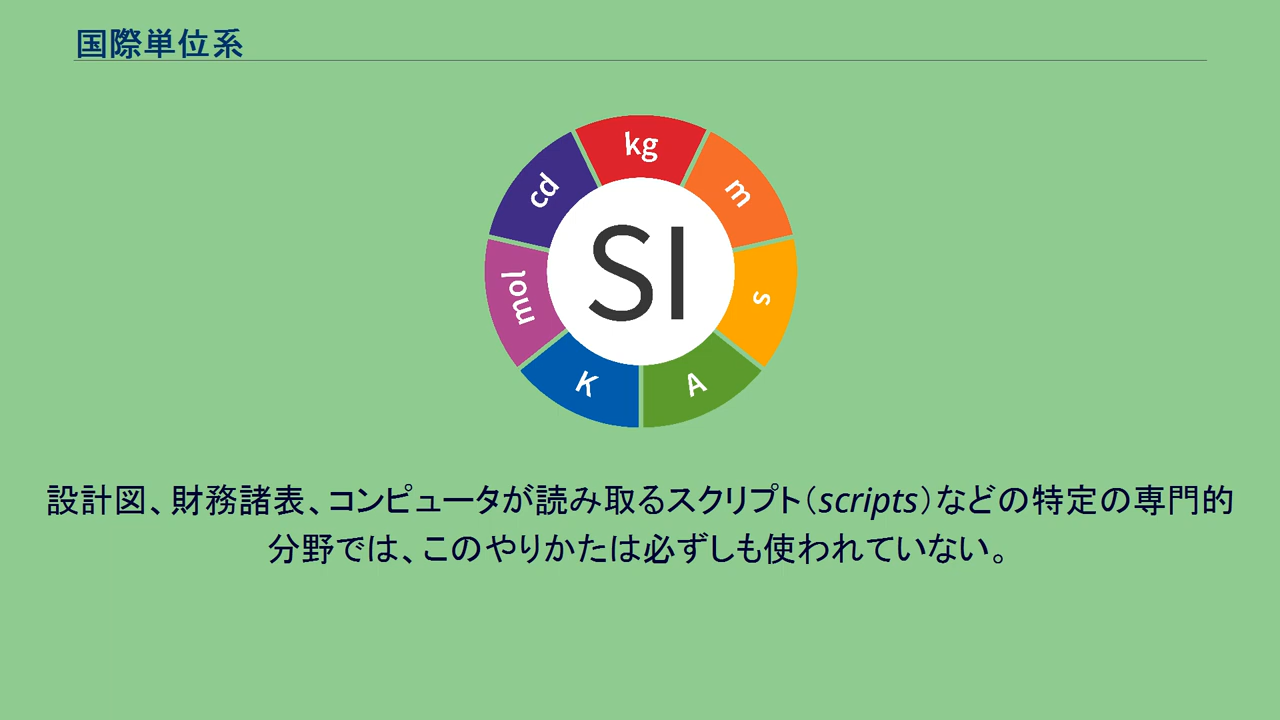 国際単位系
kg
m
s
A
K
mol
cd
SI
設計図、財務諸表、コンピュータが読み取るスクリプト（scripts）などの特定の専門的
分野では、このやりかたは必ずしも使われていない。